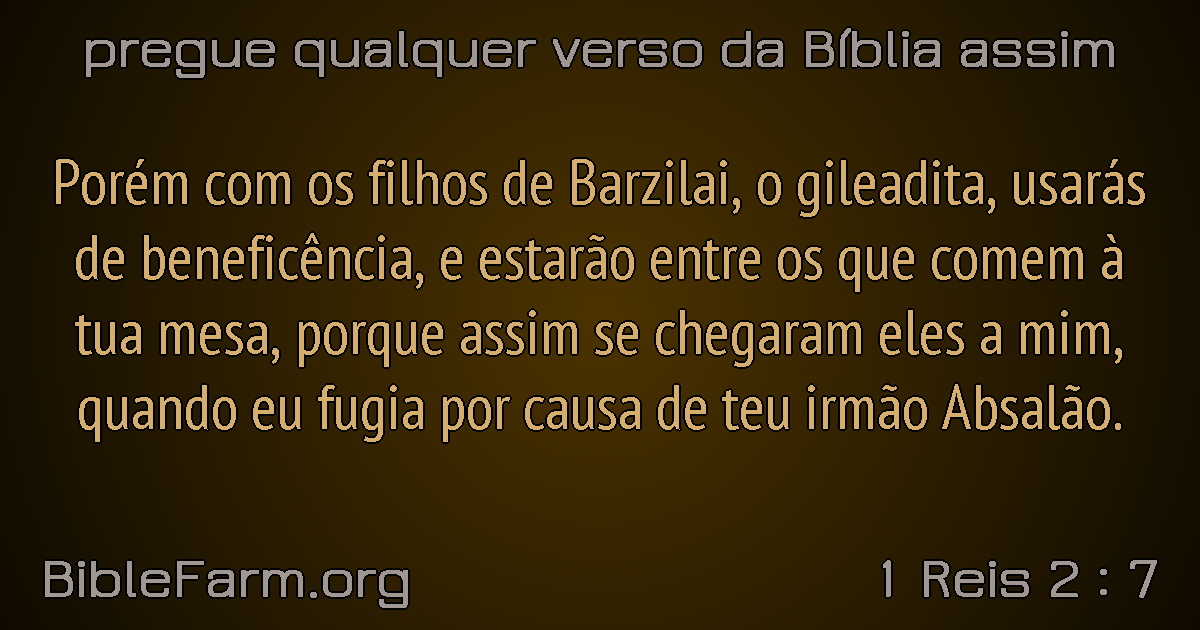 pregue qualquer verso da Bíblia assim
Porém com os filhos de Barzilai, o gileadita, usarás
de beneficência, e estarão entre os que comem à
tua mesa, porque assim se chegaram eles a mim,
quando eu fugia por causa de teu irmão Absalão.
BibleFarm.org
1 Reis 2 : 7